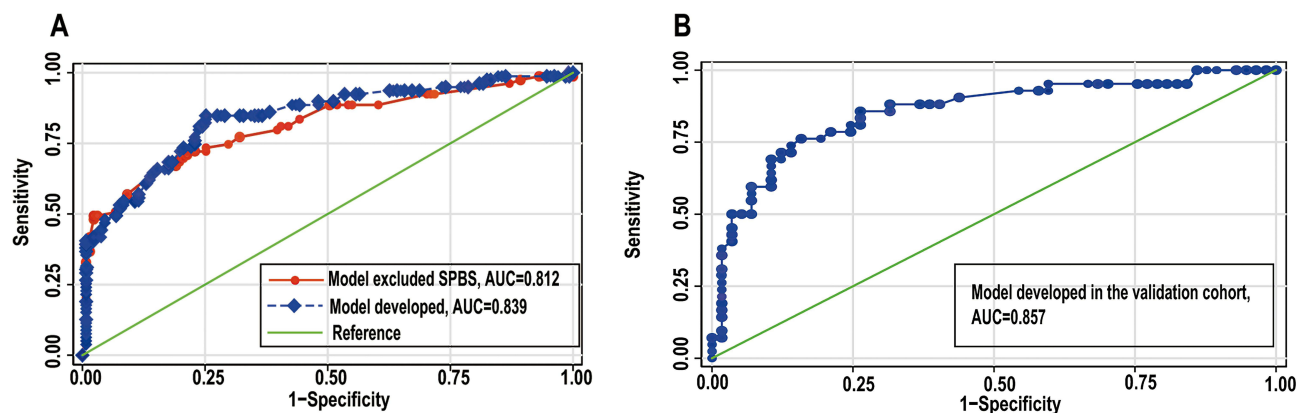 A
Sensitivity
1.00
0.75
0.50
0.25
0.00
Model excluded SPBS, AUC=0.812
Model developed, AUC=0.839
Reference
0.00 0.25 0.50 0.75 1.00
1−Specificity
B
Sensitivity
1.00
0.75
0.50
0.25
0.00
Model developed in the validation cohort,
AUC=0.857
0.00 0.25 0.50 0.75 1.00
1−Specificity